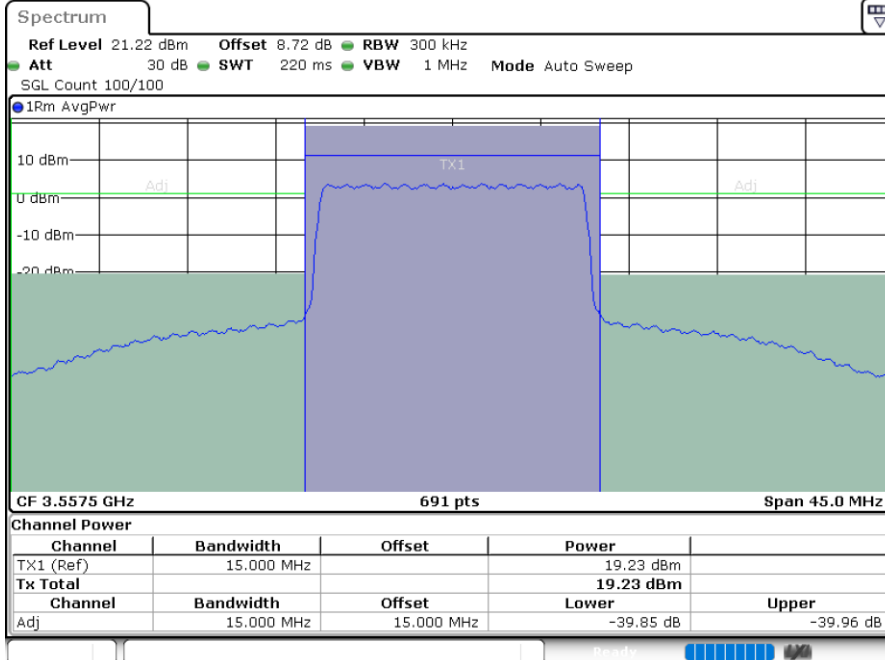 Spectrum
Ref Level 21.22 dBm Offset 8.72 dB RBW 300 kHz
Att 30 dB SWT 220 ms VBW 1 MHz Mode Auto Sweep
SGL Count 100/100
1Rm AvgPwr
10 dBm
TX1
Adj Adj
0 dBm
-10 dBm
-20 dBm
CF 3.5575 GHz 691 pts Span 45.0 MHz
Channel Power
Channel Bandwidth Offset Power
TX1 (Ref) 15.000 MHz 19.23 dBm
Tx Total 19.23 dBm
Channel Bandwidth Offset Lower Upper
Adj 15.000 MHz 15.000 MHz -39.85 dB -39.96 dB
Ready